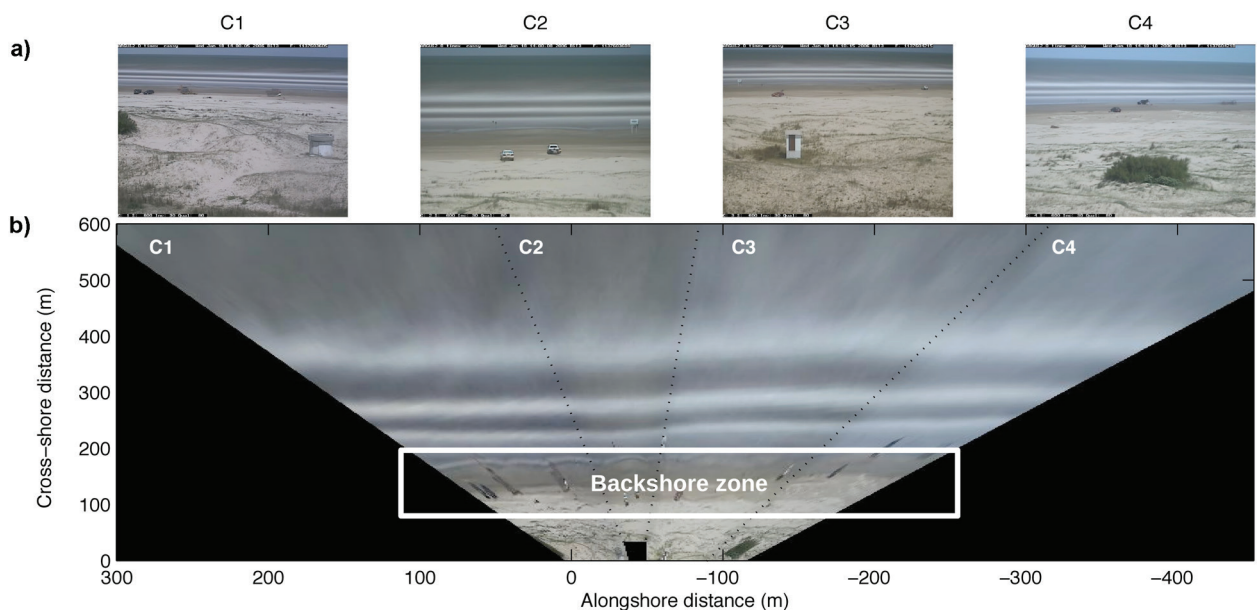 C1 C2 C3 C4
a)
b)
C1 C2 C3 C4
Backshore zone
600
500
400
300
200
100
0
Cross−shore distance (m)
300 200 100 0 −100 −200 −300 −400
Alongshore distance (m)